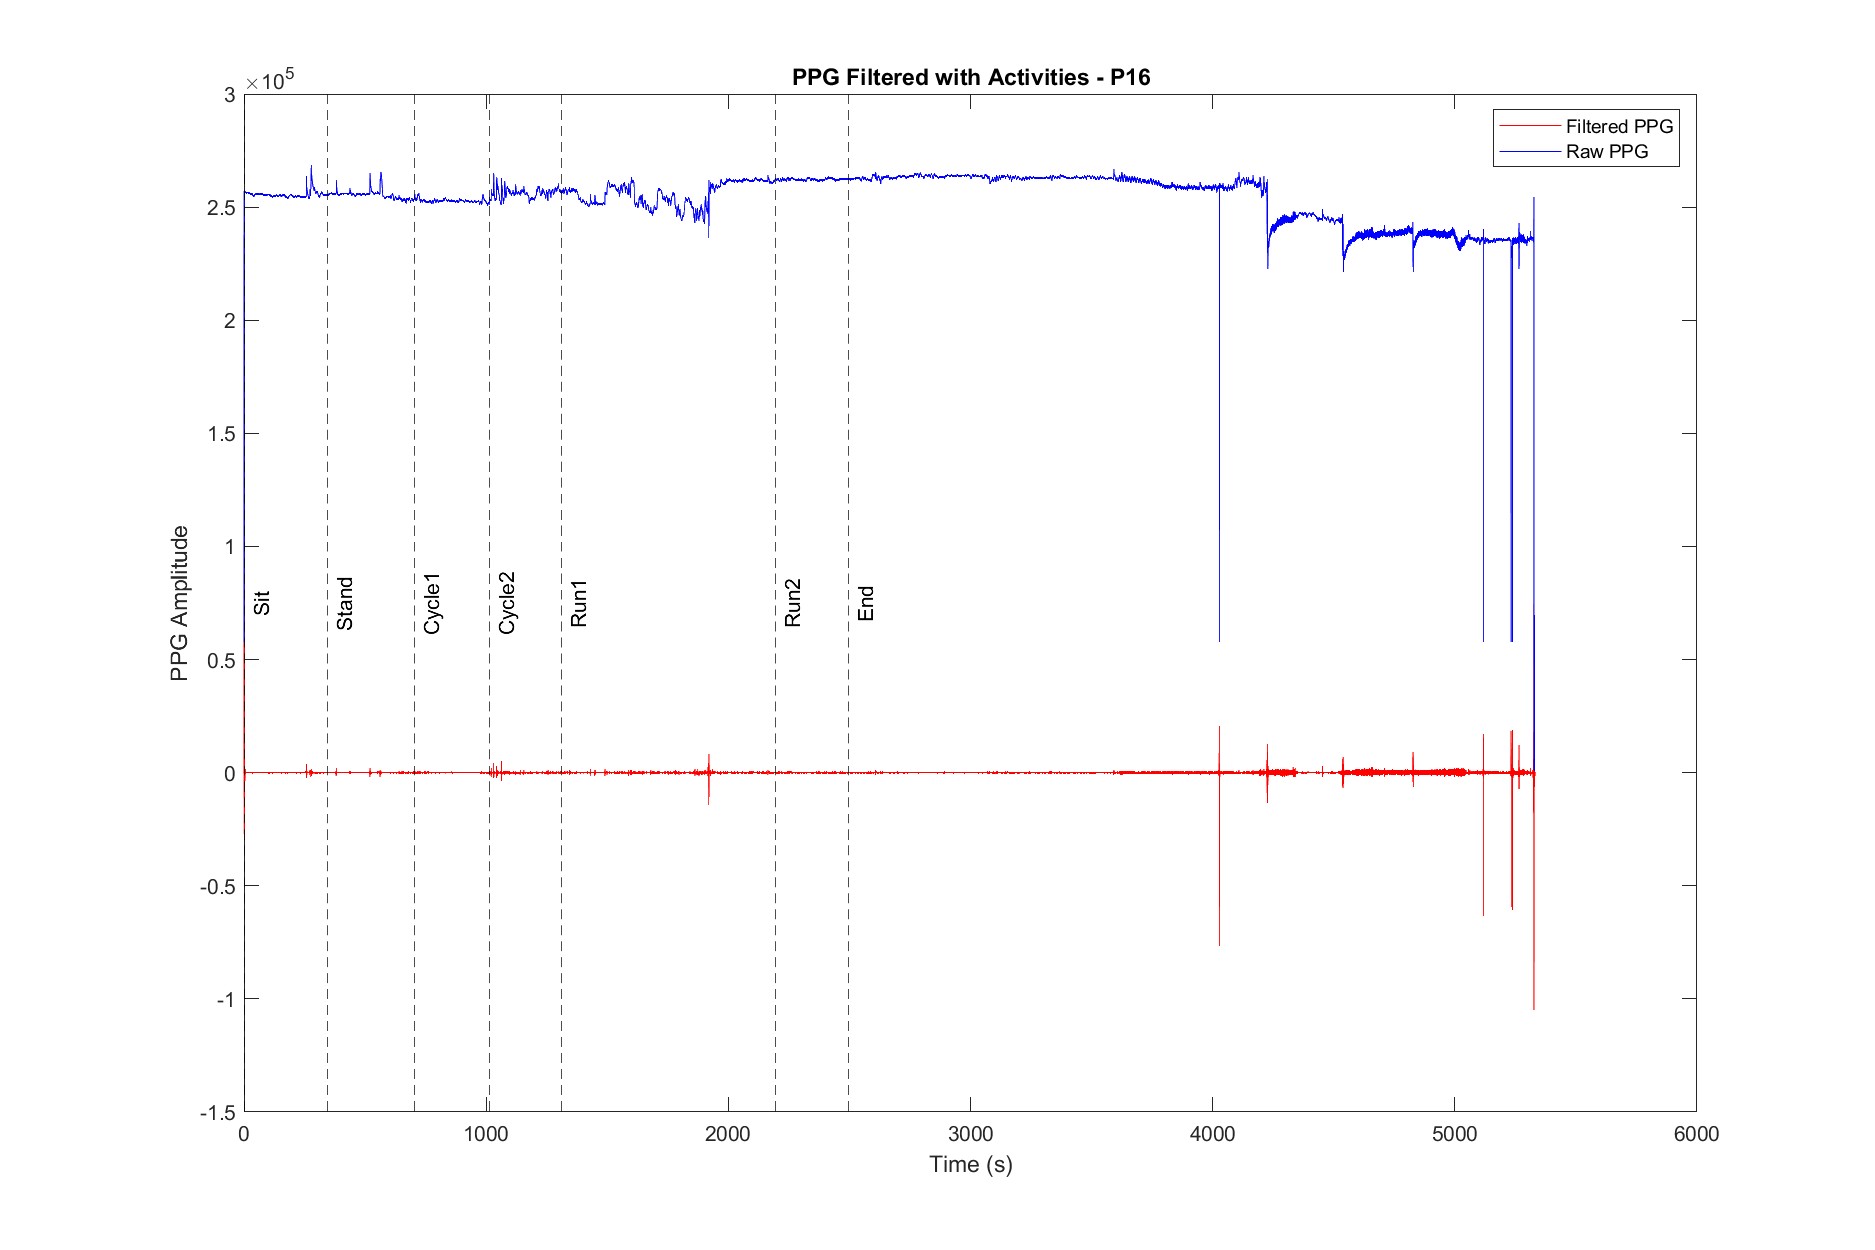 PPG Filtered with Activities - P16
×10^5
3
2.5
2
1.5
1
0.5
0
-0.5
-1
-1.5
PPG Amplitude
Sit
Stand
Cycle1
Cycle2
Run1
Run2
End
Filtered PPG
Raw PPG
0
1000
2000
3000
4000
5000
6000
Time (s)